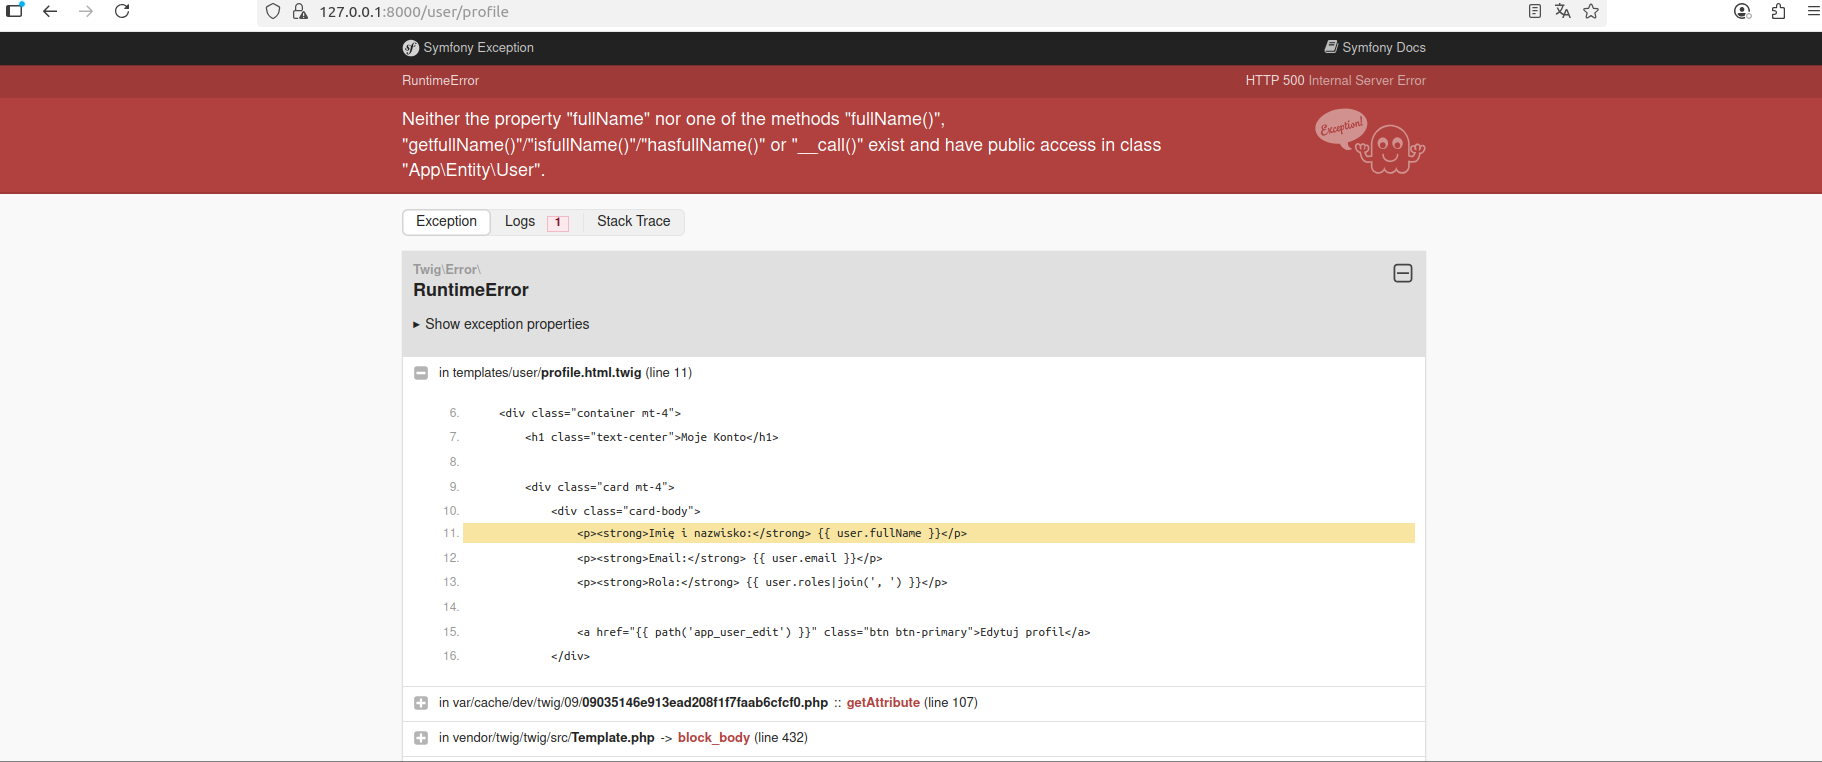 127.0.0.1:8000/user/profile
Symfony Exception
Symfony Docs
RuntimeError
HTTP 500 Internal Server Error
Neither the property "fullName" nor one of the methods "fullName()",
"getfullName()"/"isfullName()"/"hasfullName()" or "__call()" exist and have public access in class
"App\Entity\User".
Exception!
Exception
Logs 1
Stack Trace
Twig\Error\
RuntimeError
▸ Show exception properties
in templates/user/profile.html.twig (line 11)
6. <div class="container mt-4">
7. <h1 class="text-center">Moje Konto</h1>
8.
9. <div class="card mt-4">
10. <div class="card-body">
11. <p><strong>Imię i nazwisko:</strong> {{ user.fullName }}</p>
12. <p><strong>Email:</strong> {{ user.email }}</p>
13. <p><strong>Rola:</strong> {{ user.roles|join(', ') }}</p>
14.
15. <a href="{{ path('app_user_edit') }}" class="btn btn-primary">Edytuj profil</a>
16. </div>
in var/cache/dev/twig/09/09035146e913ead208f1f7faab6cfcf0.php :: getAttribute (line 107)
in vendor/twig/twig/src/Template.php -> block_body (line 432)